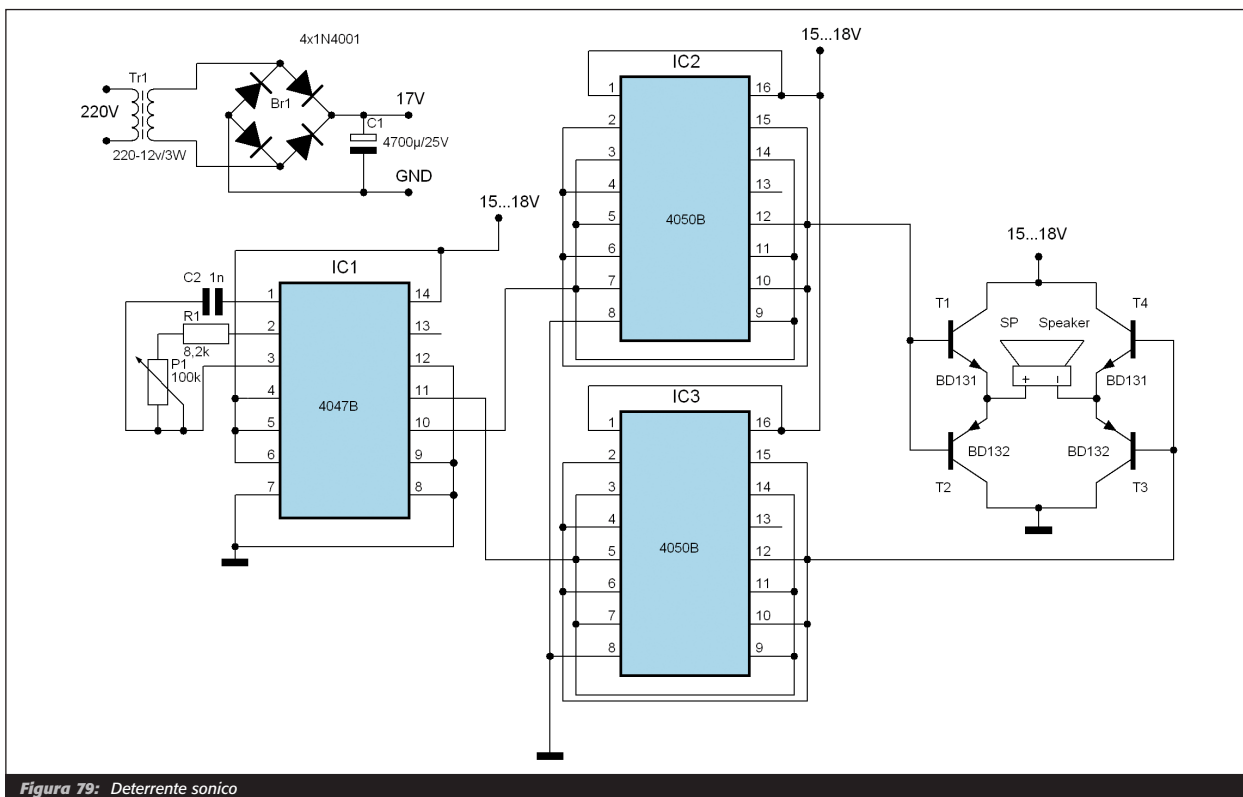 4x1N4001
Tr1
220V
220-12v/3W
Br1
17V
C1
4700µ/25V
GND
15...18V
IC1
C2 1n
R1
8,2k
P1
100k
4047B
1
2
3
4
5
6
7
14
13
12
11
10
9
8
15...18V
IC2
4050B
1
2
3
4
5
6
7
8
16
15
14
13
12
11
10
9
IC3
4050B
1
2
3
4
5
6
7
8
16
15
14
13
12
11
10
9
15...18V
T1
T4
SP Speaker
BD131
BD131
+ -
BD132
BD132
T2
T3
Figura 79: Deterrente sonico